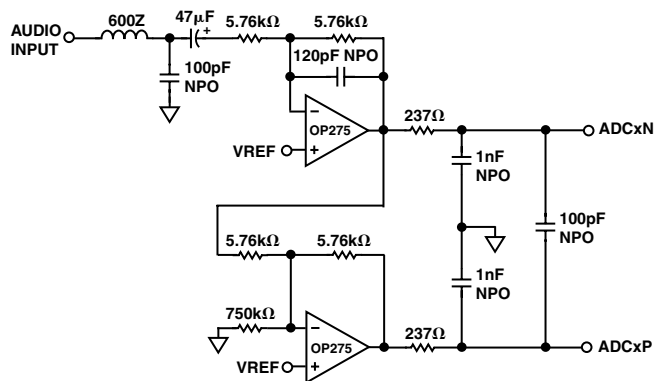 AUDIO
INPUT
600Z
47μF
+
5.76kΩ
5.76kΩ
120pF NPO
100pF
NPO
–
OP275
+
VREF
237Ω
ADCxN
1nF
NPO
100pF
NPO
1nF
NPO
5.76kΩ
5.76kΩ
750kΩ
–
OP275
+
VREF
237Ω
ADCxP